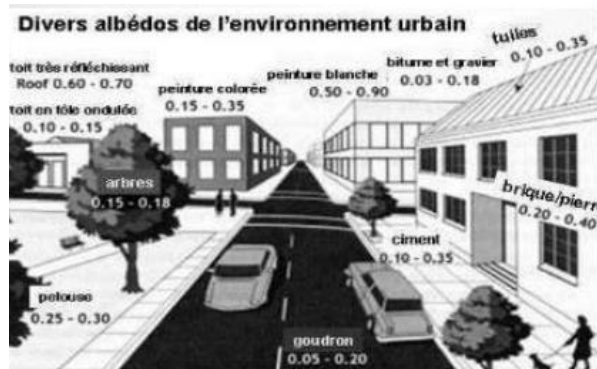 Divers albédos de l'environnement urbain
toit très réfléchissant
Roof 0.60 - 0.70
toit en tôle ondulée
0.10 - 0.15
peinture colorée
0.15 - 0.35
peinture blanche
0.50 - 0.90
bitume et gravier
0.03 - 0.18
tuiles
0.10 - 0.35
arbres
0.15 - 0.18
brique/pierr
0.20 - 0.40
ciment
0.10 - 0.35
pelouse
0.25 - 0.30
goudron
0.05 - 0.20